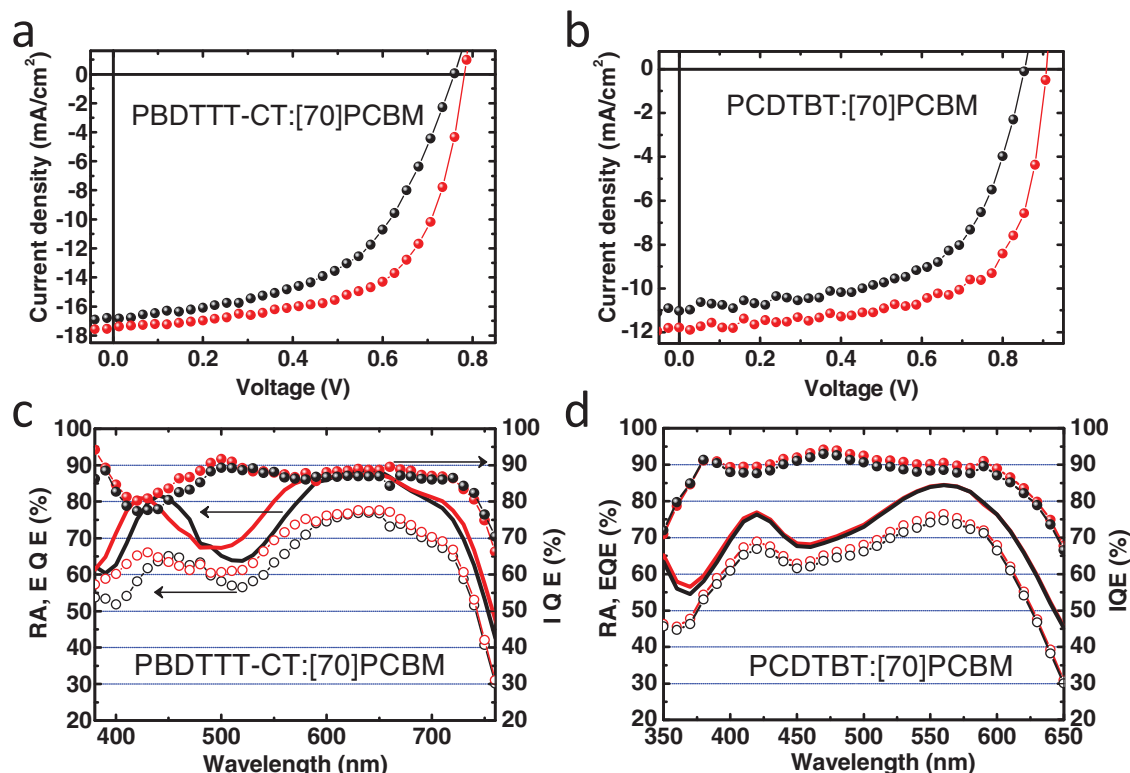 a
0
-2
-4
-6
-8
-10
-12
-14
-16
-18
Current density (mA/cm²)
PBDTTT-CT:[70]PCBM
0.0 0.2 0.4 0.6 0.8
Voltage (V)
b
0
-2
-4
-6
-8
-10
-12
Current density (mA/cm²)
PCDTBT:[70]PCBM
0.0 0.2 0.4 0.6 0.8
Voltage (V)
c
100
90
80
70
60
50
40
30
20
RA, E Q E (%)
PBDTTT-CT:[70]PCBM
100
90
80
70
60
50
40
30
20
I Q E (%)
400 500 600 700
Wavelength (nm)
d
100
90
80
70
60
50
40
30
20
RA, EQE (%)
PCDTBT:[70]PCBM
100
90
80
70
60
50
40
30
20
IQE (%)
350 400 450 500 550 600 650
Wavelength (nm)